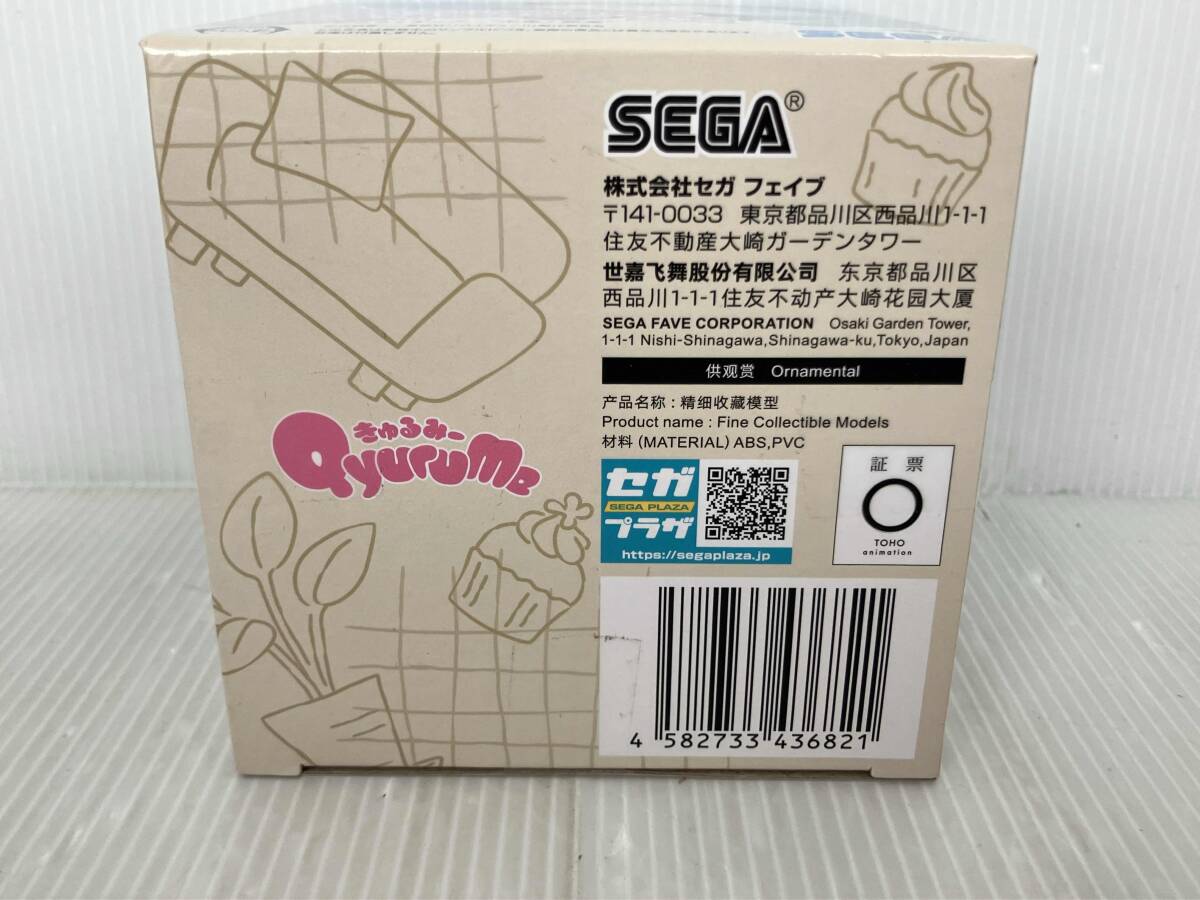 SEGA®
株式会社セガ フェイブ
〒141-0033 東京都品川区西品川1-1-1
住友不動産大崎ガーデンタワー
世嘉飞舞股份有限公司 东京都品川区
西品川1-1-1住友不动产大崎花园大厦
SEGA FAVE CORPORATION Osaki Garden Tower,
1-1-1 Nishi-Shinagawa,Shinagawa-ku,Tokyo,Japan
供观赏 Ornamental
产品名称：精细收藏模型
Product name : Fine Collectible Models
材料 (MATERIAL) ABS,PVC
きゅるみー
QyuruMe
セガ
SEGA PLAZA
プラザ
https://segaplaza.jp
証票
TOHO
animation
4 582733 436821